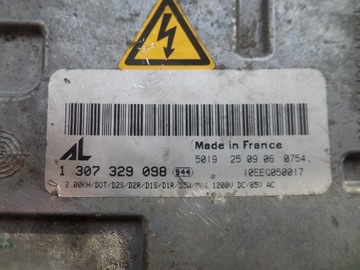 AL
Made in France
5019 25 09 06 0754.
1 307 329 098 944
10EEG050017
2.00KH/DOT/D2S/D2R/D1S/D1R/35W/MAX 1200V DC/85V AC